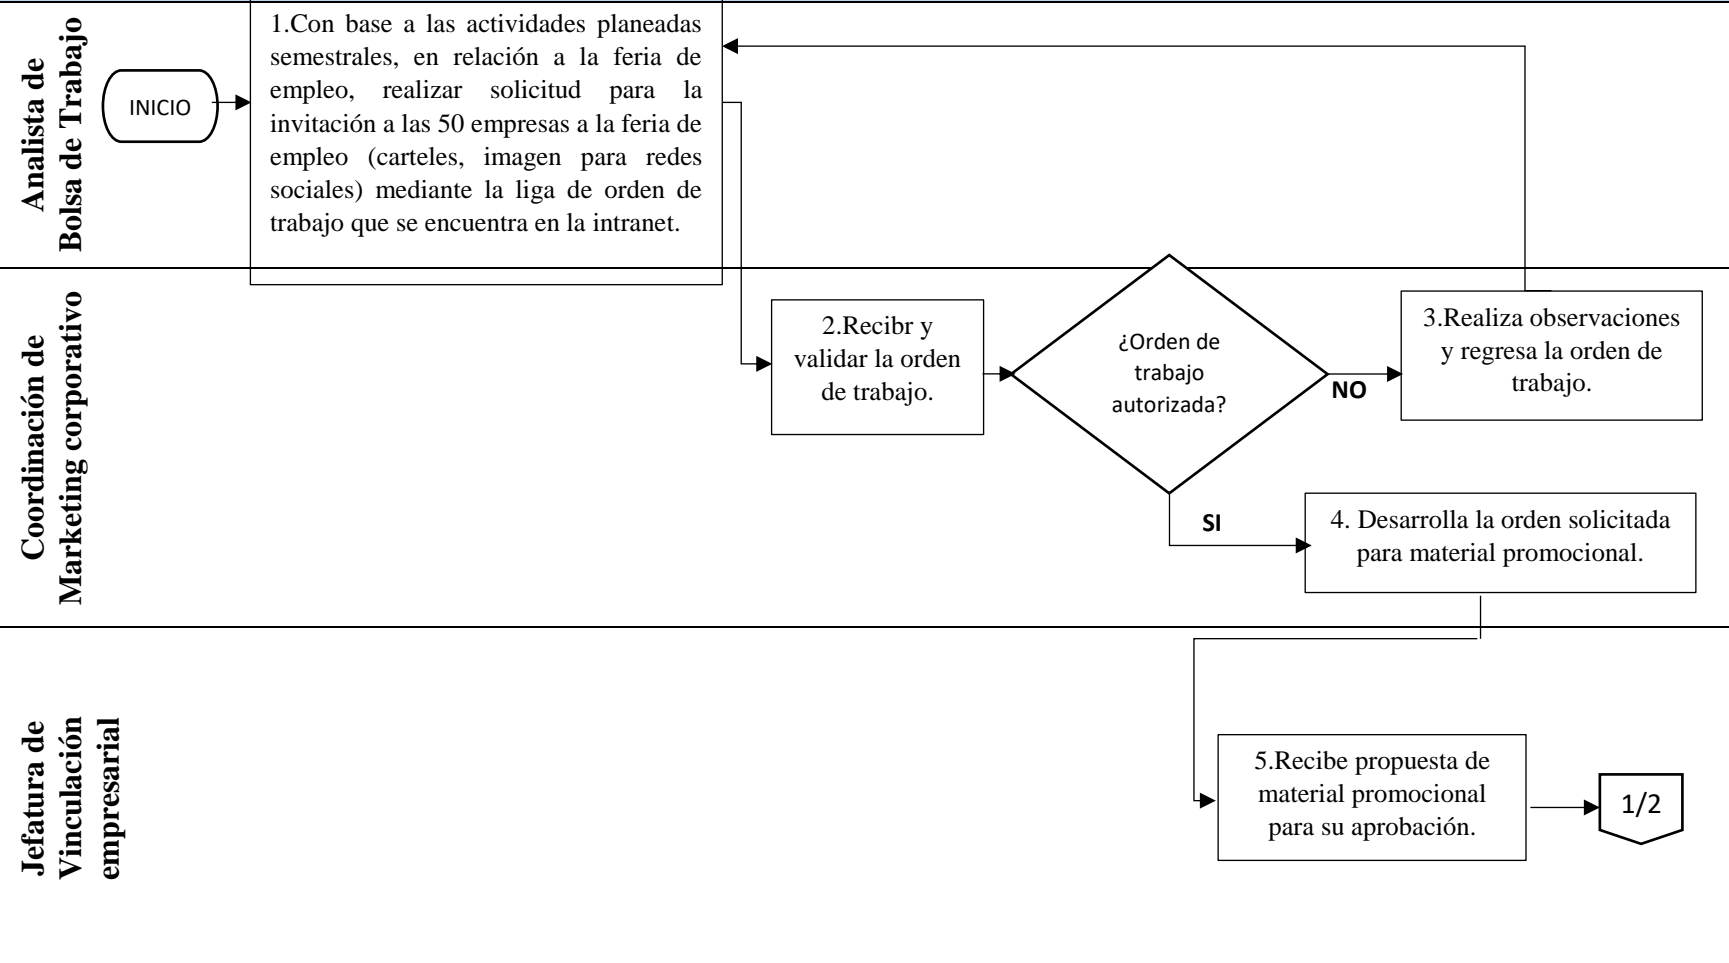 Analista de
Bolsa de Trabajo
INICIO
1.Con base a las actividades planeadas
semestrales, en relación a la feria de
empleo, realizar solicitud para la
invitación a las 50 empresas a la feria de
empleo (carteles, imagen para redes
sociales) mediante la liga de orden de
trabajo que se encuentra en la intranet.
Coordinación de
Marketing corporativo
2.Recibr y
validar la orden
de trabajo.
¿Orden de
trabajo
autorizada?
NO
3.Realiza observaciones
y regresa la orden de
trabajo.
SI
4. Desarrolla la orden solicitada
para material promocional.
Jefatura de
Vinculación
empresarial
5.Recibe propuesta de
material promocional
para su aprobación.
1/2